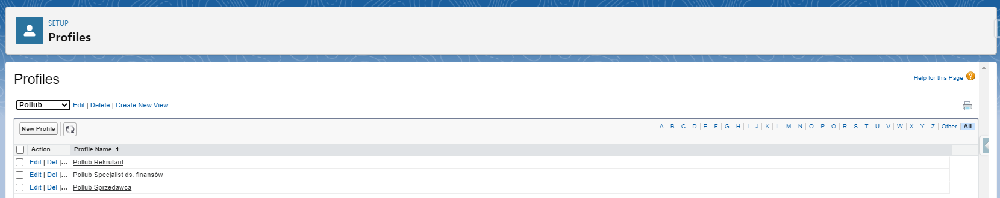 SETUP
Profiles
Profiles
Help for this Page ?
Pollub Edit | Delete | Create New View
New Profile A B C D E F G H I J K L M N O P Q R S T U V W X Y Z Other All
Action Profile Name
Edit | Del |... Pollub Rekrutant
Edit | Del |... Pollub Specjalist ds. finansów
Edit | Del |... Pollub Sprzedawca